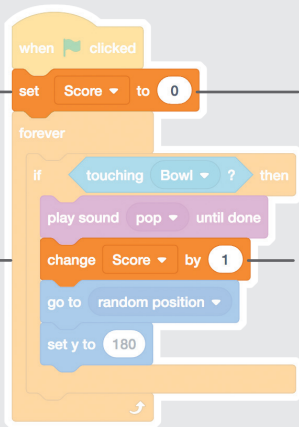 when clicked
set Score to 0
forever
if touching Bowl ? then
play sound pop until done
change Score by 1
go to random position
set y to 180